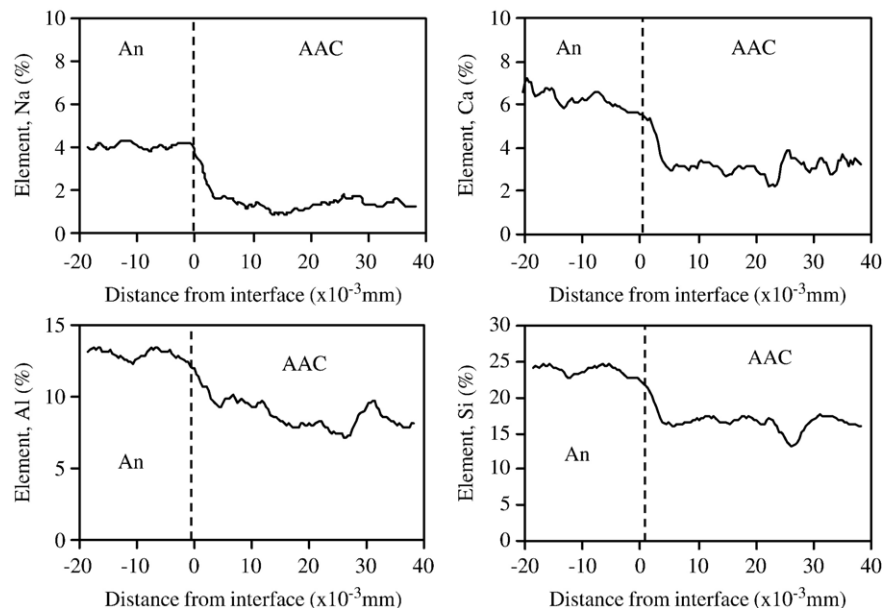 Element, Na (%)
10
8
6
4
2
0
An
AAC
-20 -10 0 10 20 30 40
Distance from interface (x10⁻³mm)
Element, Ca (%)
10
8
6
4
2
0
An
AAC
-20 -10 0 10 20 30 40
Distance from interface (x10⁻³mm)
Element, Al (%)
15
10
5
0
AAC
An
-20 -10 0 10 20 30 40
Distance from interface (x10⁻³mm)
Element, Si (%)
30
25
20
15
10
5
0
AAC
An
-20 -10 0 10 20 30 40
Distance from interface (x10⁻³mm)